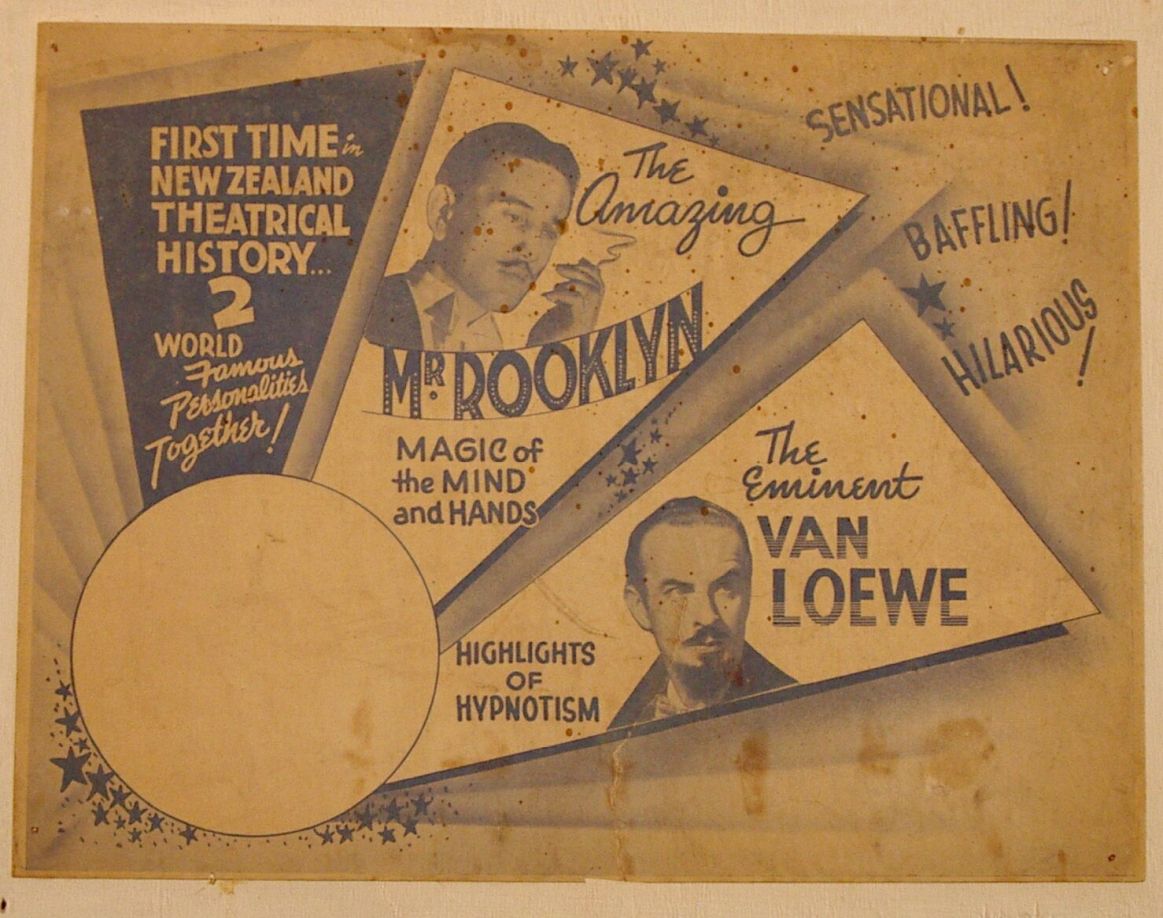 FIRST TIME in
NEW ZEALAND
THEATRICAL
HISTORY...
2
WORLD
Famous
Personalities
Together!
The
Amazing
MR. ROOKLYN
MAGIC of
the MIND
and HANDS
SENSATIONAL!
BAFFLING!
HILARIOUS!
The
Eminent
VAN
LOEWE
HIGHLIGHTS
OF
HYPNOTISM